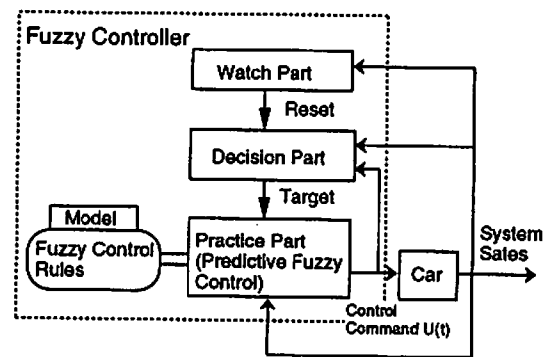 Fuzzy Controller
Watch Part
Reset
Decision Part
Target
Model
Fuzzy Control
Rules
Practice Part
(Predictive Fuzzy
Control)
Car
System
Sates
Control
Command U(t)